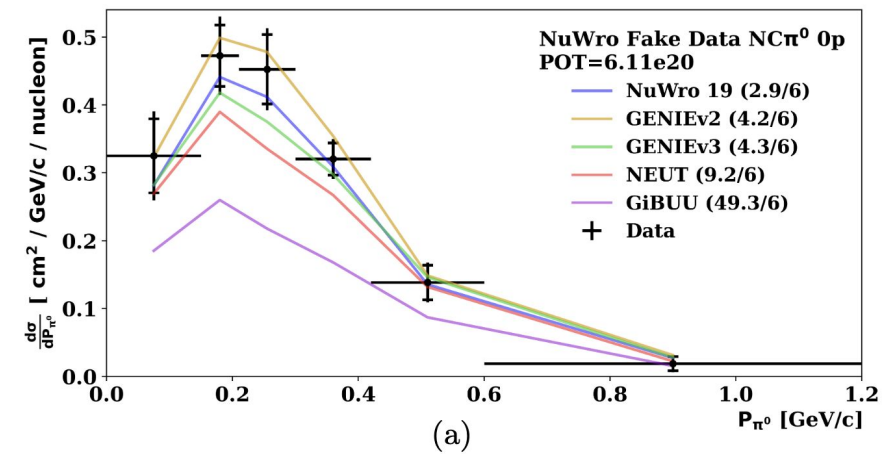 NuWro Fake Data NCπ⁰ 0p
POT=6.11e20
NuWro 19 (2.9/6)
GENIEv2 (4.2/6)
GENIEv3 (4.3/6)
NEUT (9.2/6)
GiBUU (49.3/6)
Data
dσ/dP_π⁰ [ cm² / GeV/c / nucleon]
0.5
0.4
0.3
0.2
0.1
0.0
0.0 0.2 0.4 0.6 0.8 1.0 1.2
P_π⁰ [GeV/c]
(a)